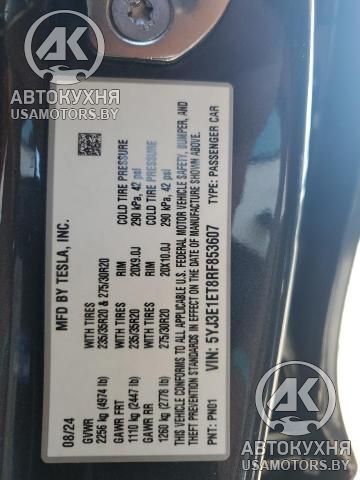 АВТОКУХНЯ
USAMOTORS.BY
MFD BY TESLA, INC.
08/24
GVWR
2256 kg (4974 lb)
WITH TIRES
235/35R20 & 275/30R20
COLD TIRE PRESSURE
290 kPa, 42 psi
GAWR FRT
1110 kg (2447 lb)
WITH TIRES
235/35R20
RIM
20X9.0J
COLD TIRE PRESSURE
290 kPa, 42 psi
GAWR RR
1260 kg (2778 lb)
WITH TIRES
275/30R20
RIM
20X10.0J
THIS VEHICLE CONFORMS TO ALL APPLICABLE U.S. FEDERAL MOTOR VEHICLE SAFETY, BUMPER, AND
THEFT PREVENTION STANDARDS IN EFFECT ON THE DATE OF MANUFACTURE SHOWN ABOVE.
VIN: 5YJ3E1ET8RF853607
TYPE: PASSENGER CAR
PNT: PN01
АВТОКУХНЯ
USAMOTORS.BY